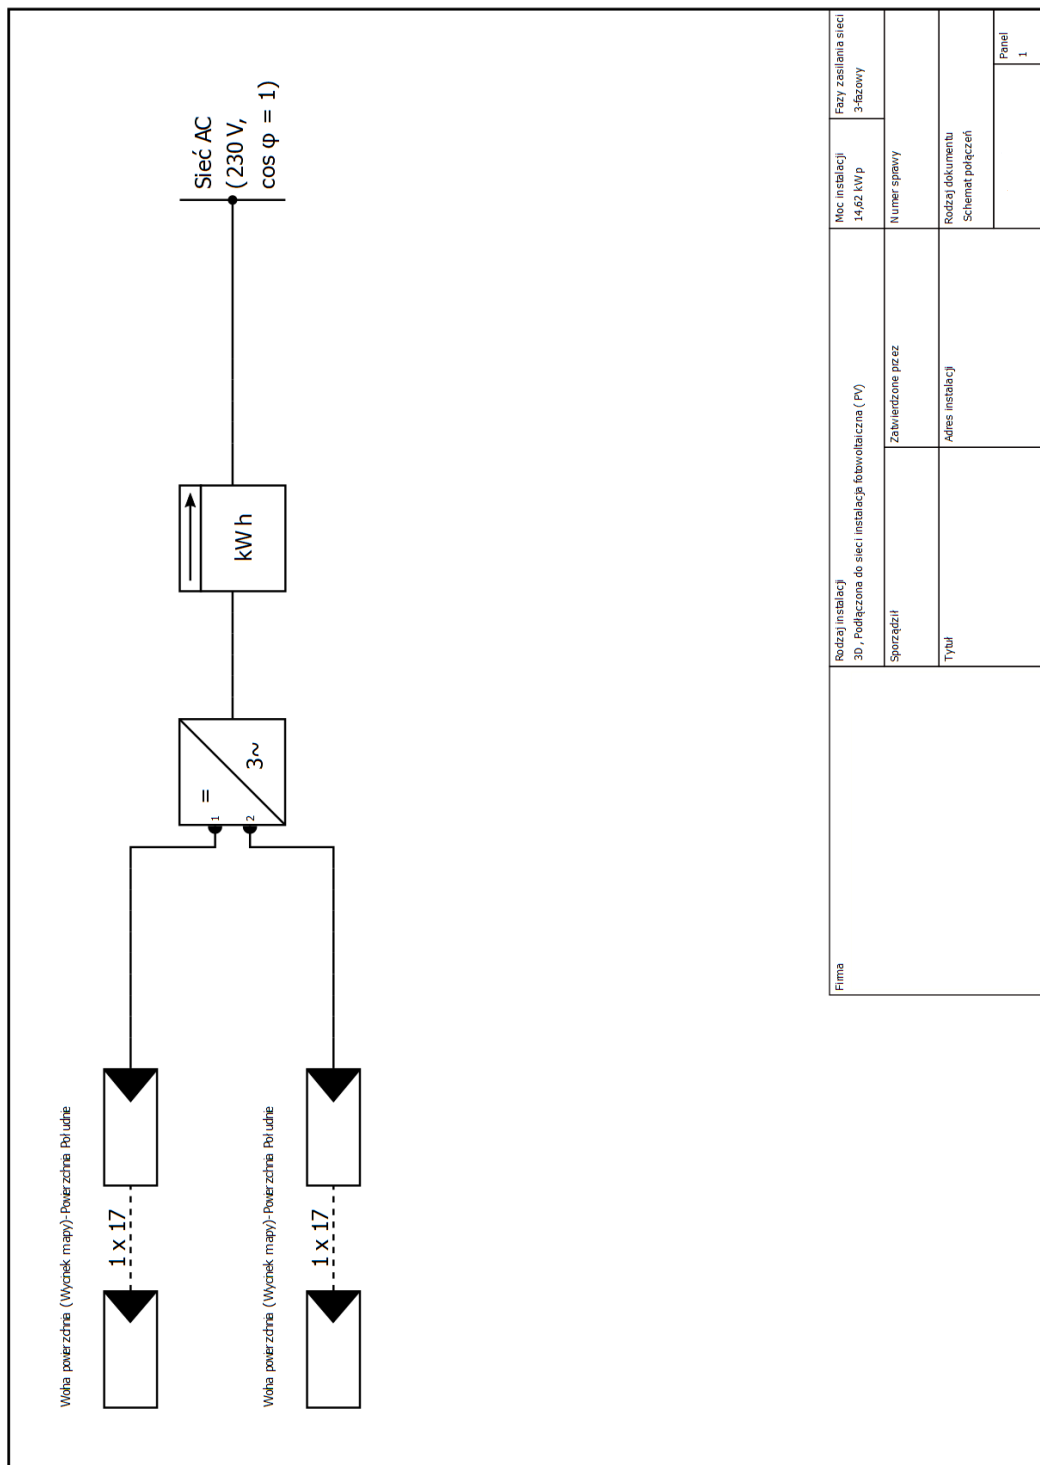 Wolna powierzchnia (Wycinek mapy)-Powierzchnia Południe
1 x 17
Wolna powierzchnia (Wycinek mapy)-Powierzchnia Południe
1 x 17
=
3~
1
2
kWh
Sieć AC
(230 V,
cos φ = 1)
Firma
Rodzaj instalacji
3D, Podłączona do sieci instalacja fotowoltaiczna (PV)
Moc instalacji
14,62 kWp
Fazy zasilania sieci
3-fazowy
Sporządził
Zatwierdzone przez
Numer sprawy
Tytuł
Adres instalacji
Rodzaj dokumentu
Schemat połączeń
Panel
1